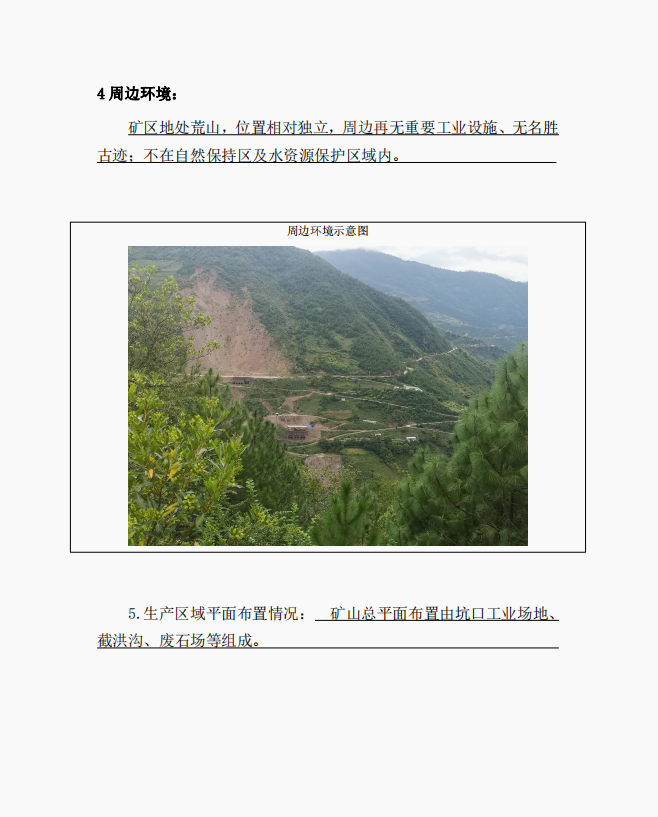 4 周边环境：
矿区地处荒山，位置相对独立，周边再无重要工业设施、无名胜
古迹；不在自然保持区及水资源保护区域内。
周边环境示意图
5.生产区域平面布置情况： 矿山总平面布置由坑口工业场地、
截洪沟、废石场等组成。